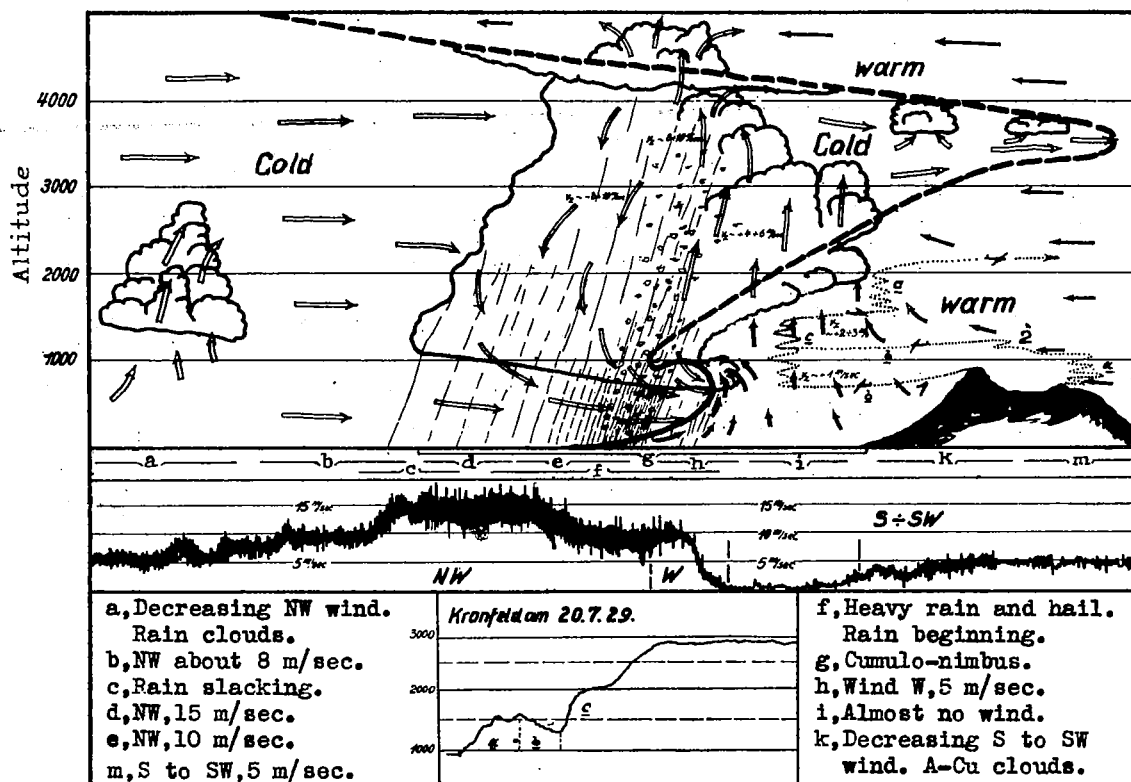 warm
4000
Cold
Cold
3000
Altitude
2000
a
warm
c
2
1000
b
a
b
a
b
c
d
e
f
g
h
i
k
m
15 m/sec
15 m/sec
S÷SW
10 m/sec
5 m/sec
5 m/sec
NW
W
a, Decreasing NW wind.
Rain clouds.
b, NW about 8 m/sec.
c, Rain slacking.
d, NW, 15 m/sec.
e, NW, 10 m/sec.
m, S to SW, 5 m/sec.
Kronfeld am 20.7.29.
3000
2000
1000
a
b
c
f, Heavy rain and hail.
Rain beginning.
g, Cumulo-nimbus.
h, Wind W, 5 m/sec.
i, Almost no wind.
k, Decreasing S to SW
wind. A-Cu clouds.